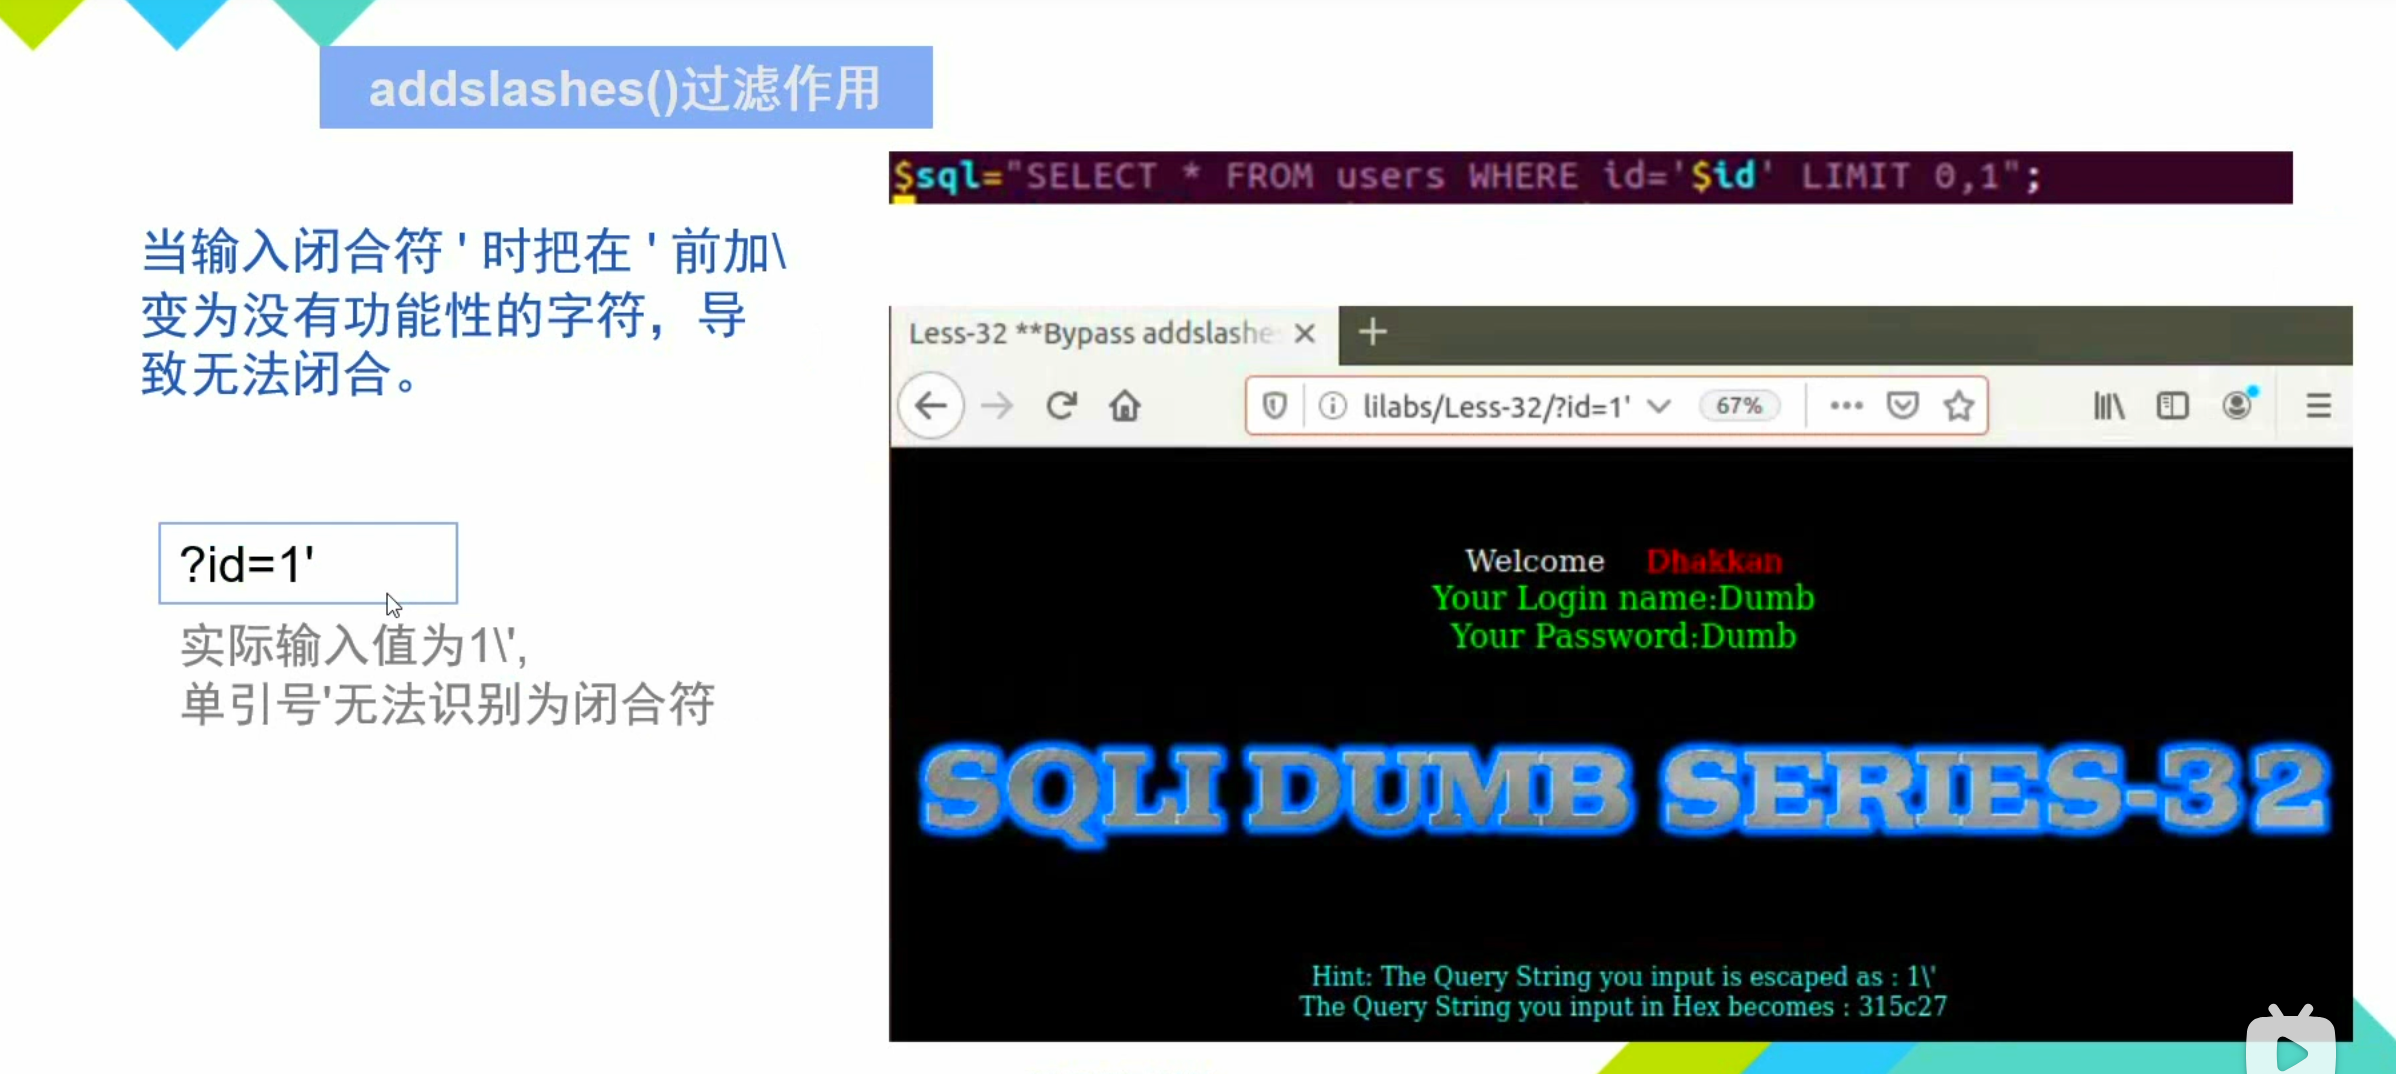 addslashes()过滤作用
$sql="SELECT * FROM users WHERE id='$id' LIMIT 0,1";
当输入闭合符 ' 时把在 ' 前加\
变为没有功能性的字符，导
致无法闭合。
?id=1'
实际输入值为1\',
单引号'无法识别为闭合符
Less-32 **Bypass addslashe
lilabs/Less-32/?id=1'
67%
Welcome Dhakkan
Your Login name:Dumb
Your Password:Dumb
SQLI DUMB SERIES-32
Hint: The Query String you input is escaped as : 1\'
The Query String you input in Hex becomes : 315c27